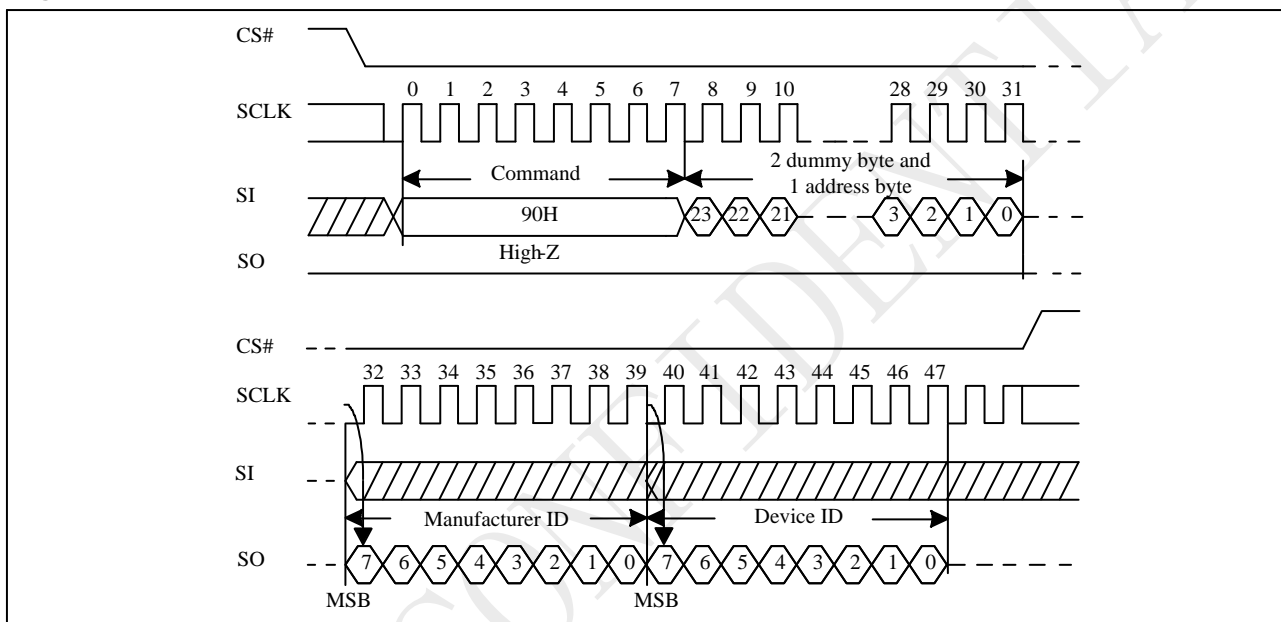 CS#
0 1 2 3 4 5 6 7 8 9 10 28 29 30 31
SCLK
Command
2 dummy byte and
1 address byte
SI
90H
23 22 21 3 2 1 0
High-Z
SO
CS#
32 33 34 35 36 37 38 39 40 41 42 43 44 45 46 47
SCLK
SI
Manufacturer ID Device ID
SO
7 6 5 4 3 2 1 0 7 6 5 4 3 2 1 0
MSB MSB